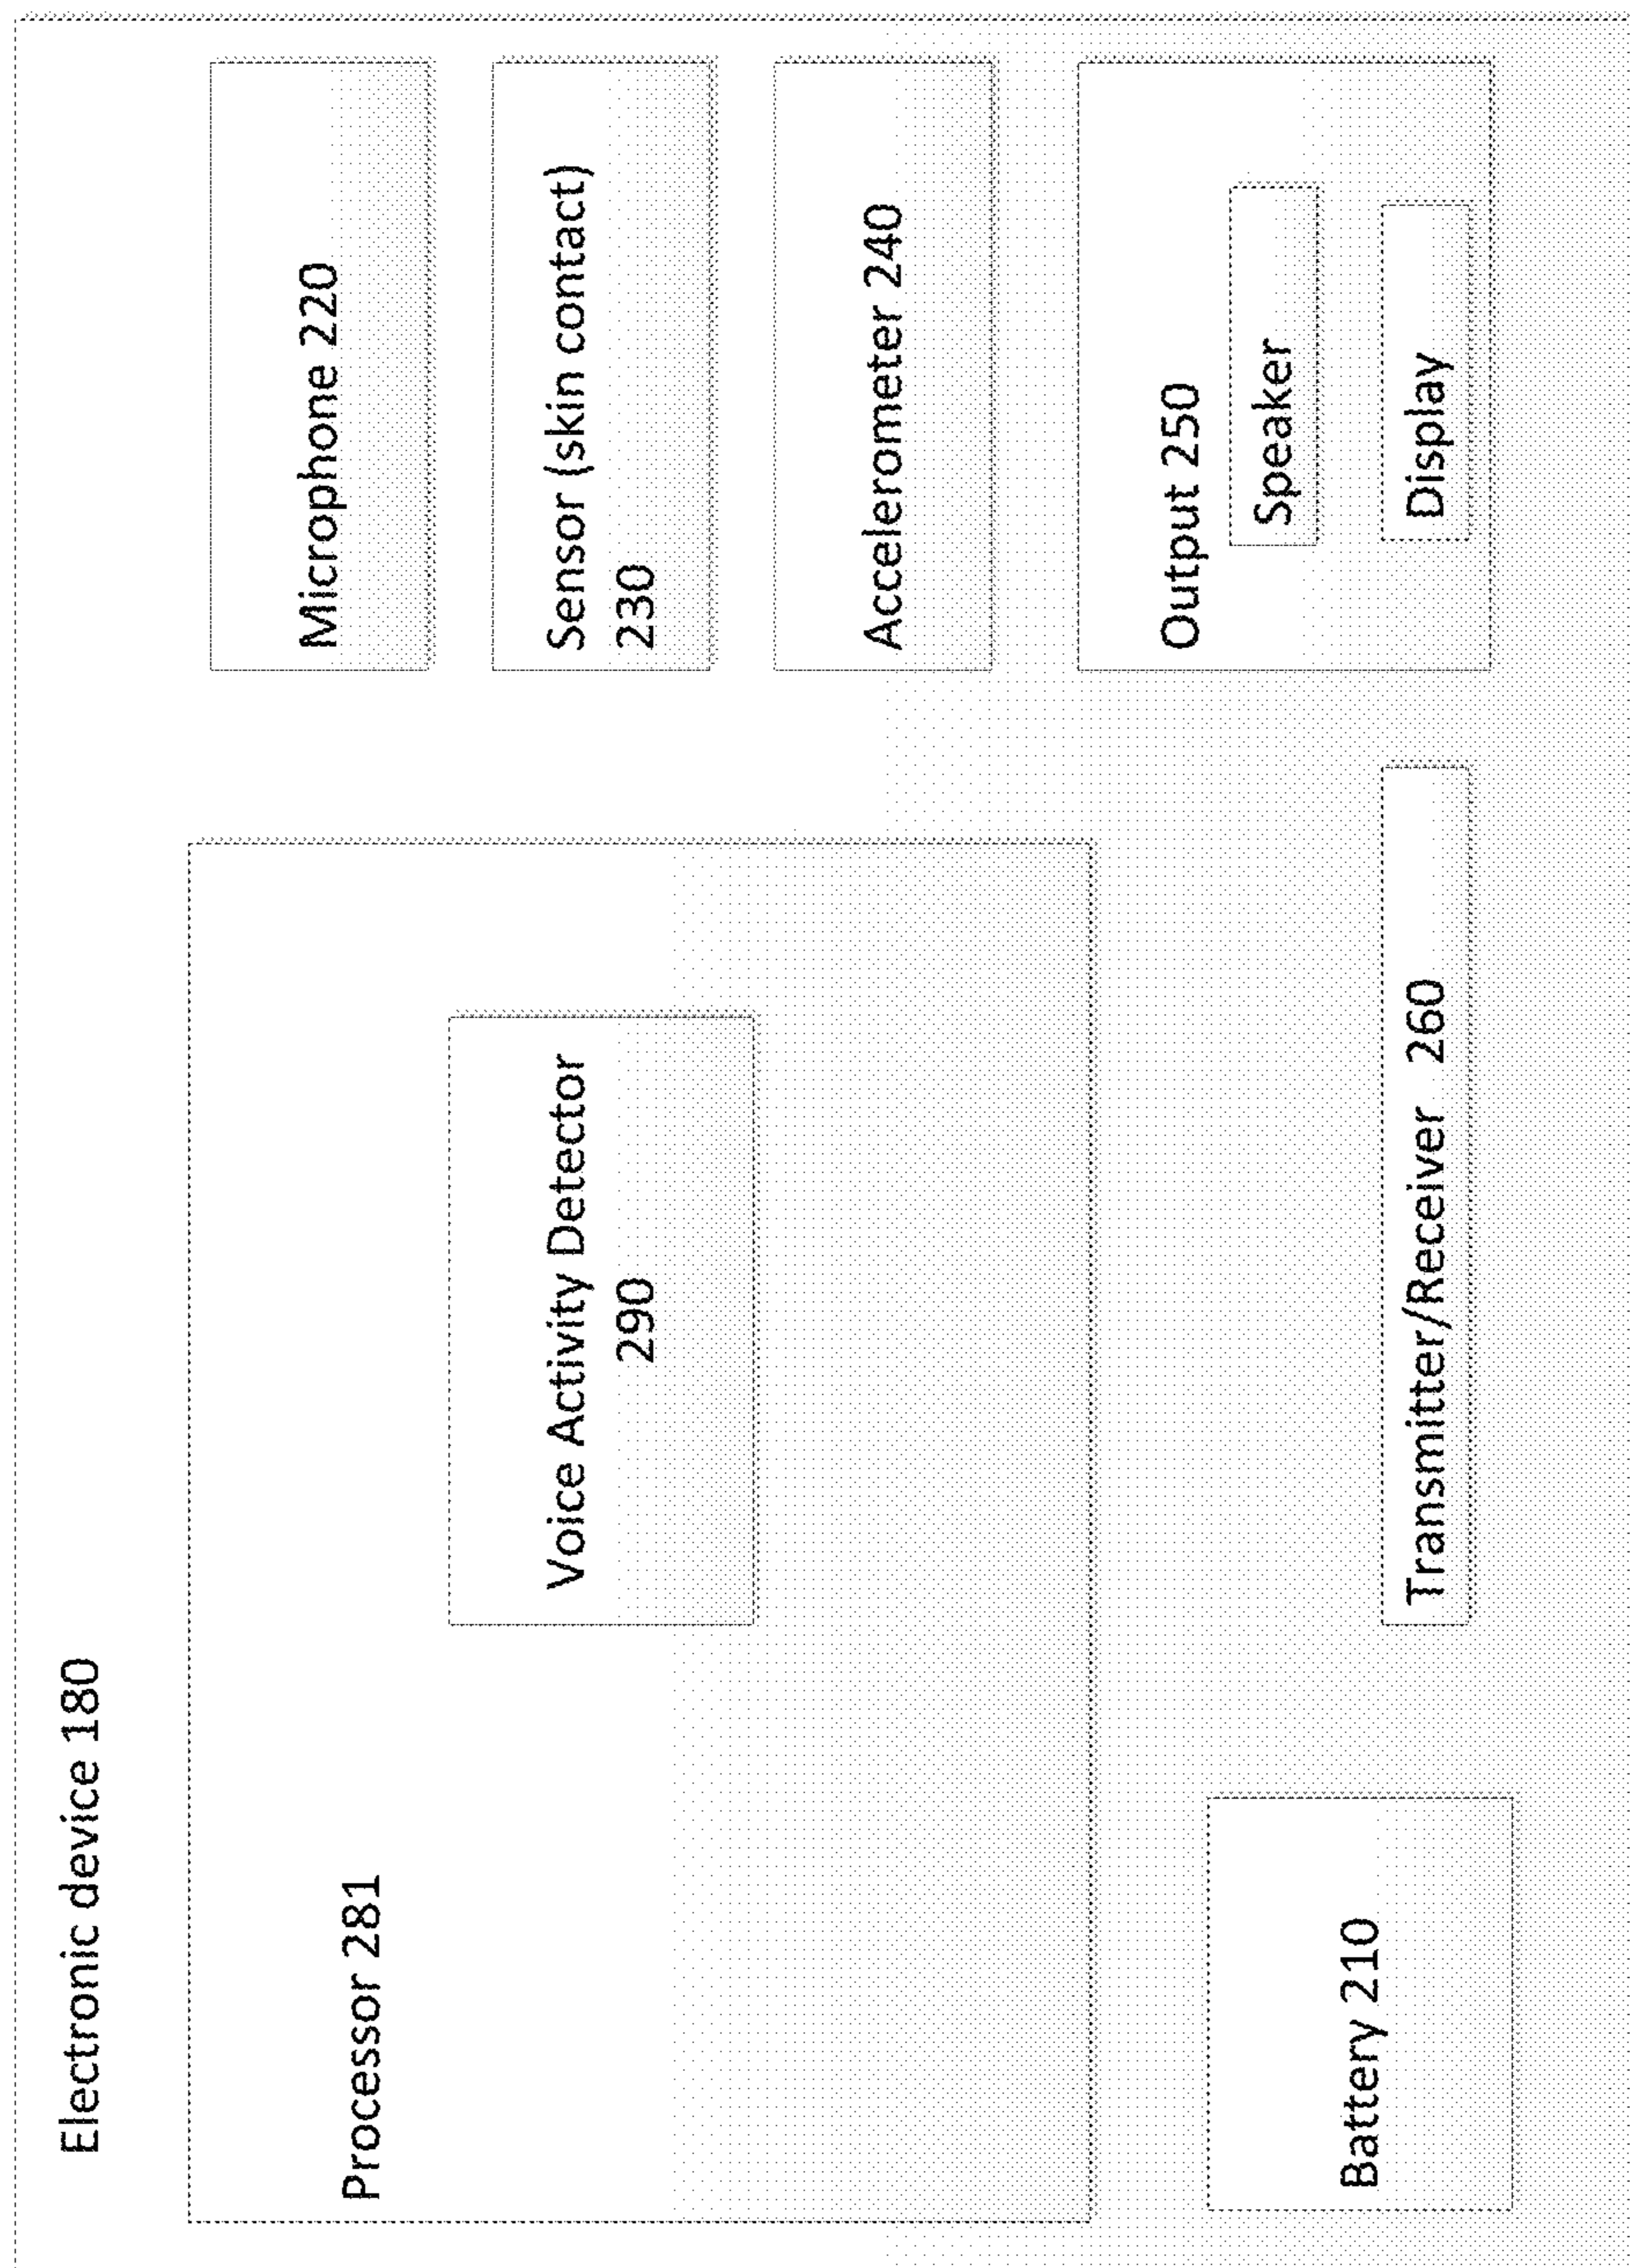 Electronic device 180
Processor 281
Voice Activity Detector
290
Microphone 220
Sensor (skin contact)
230
Accelerometer 240
Output 250
Speaker
Display
Transmitter/Receiver 260
Battery 210